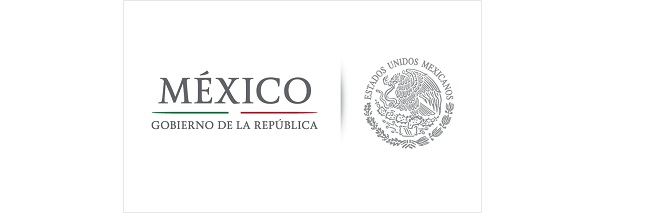 MÉXICO
GOBIERNO DE LA REPÚBLICA
ESTADOS UNIDOS MEXICANOS